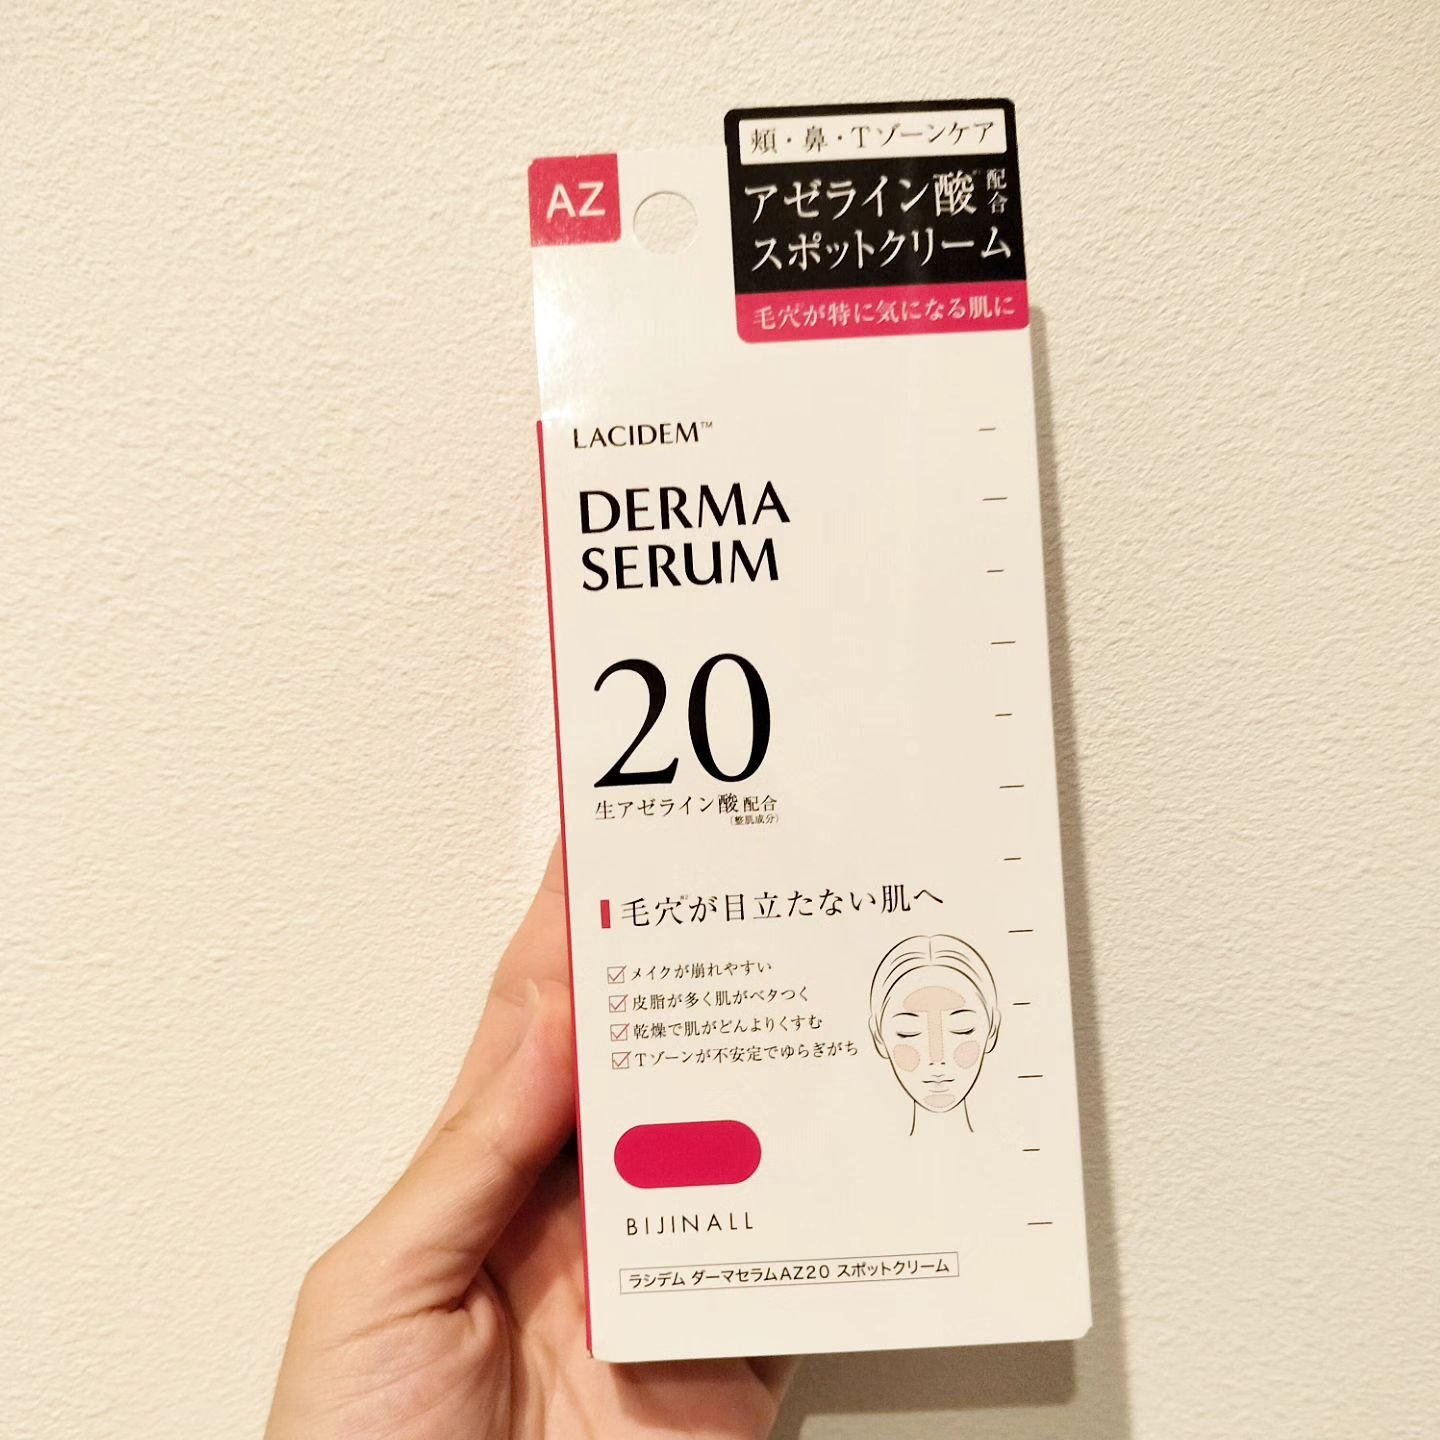 AZ
頬・鼻・Tゾーンケア
アゼライン酸配合
スポットクリーム
毛穴が特に気になる肌に
LACIDEM™
DERMA
SERUM
20
生アゼライン酸配合
(整肌成分)
毛穴が目立たない肌へ
メイクが崩れやすい
皮脂が多く肌がベタつく
乾燥で肌がどんよりくすむ
Tゾーンが不安定でゆらぎがち
BIJINALL
ラシデム ダーマセラムAZ20 スポットクリーム